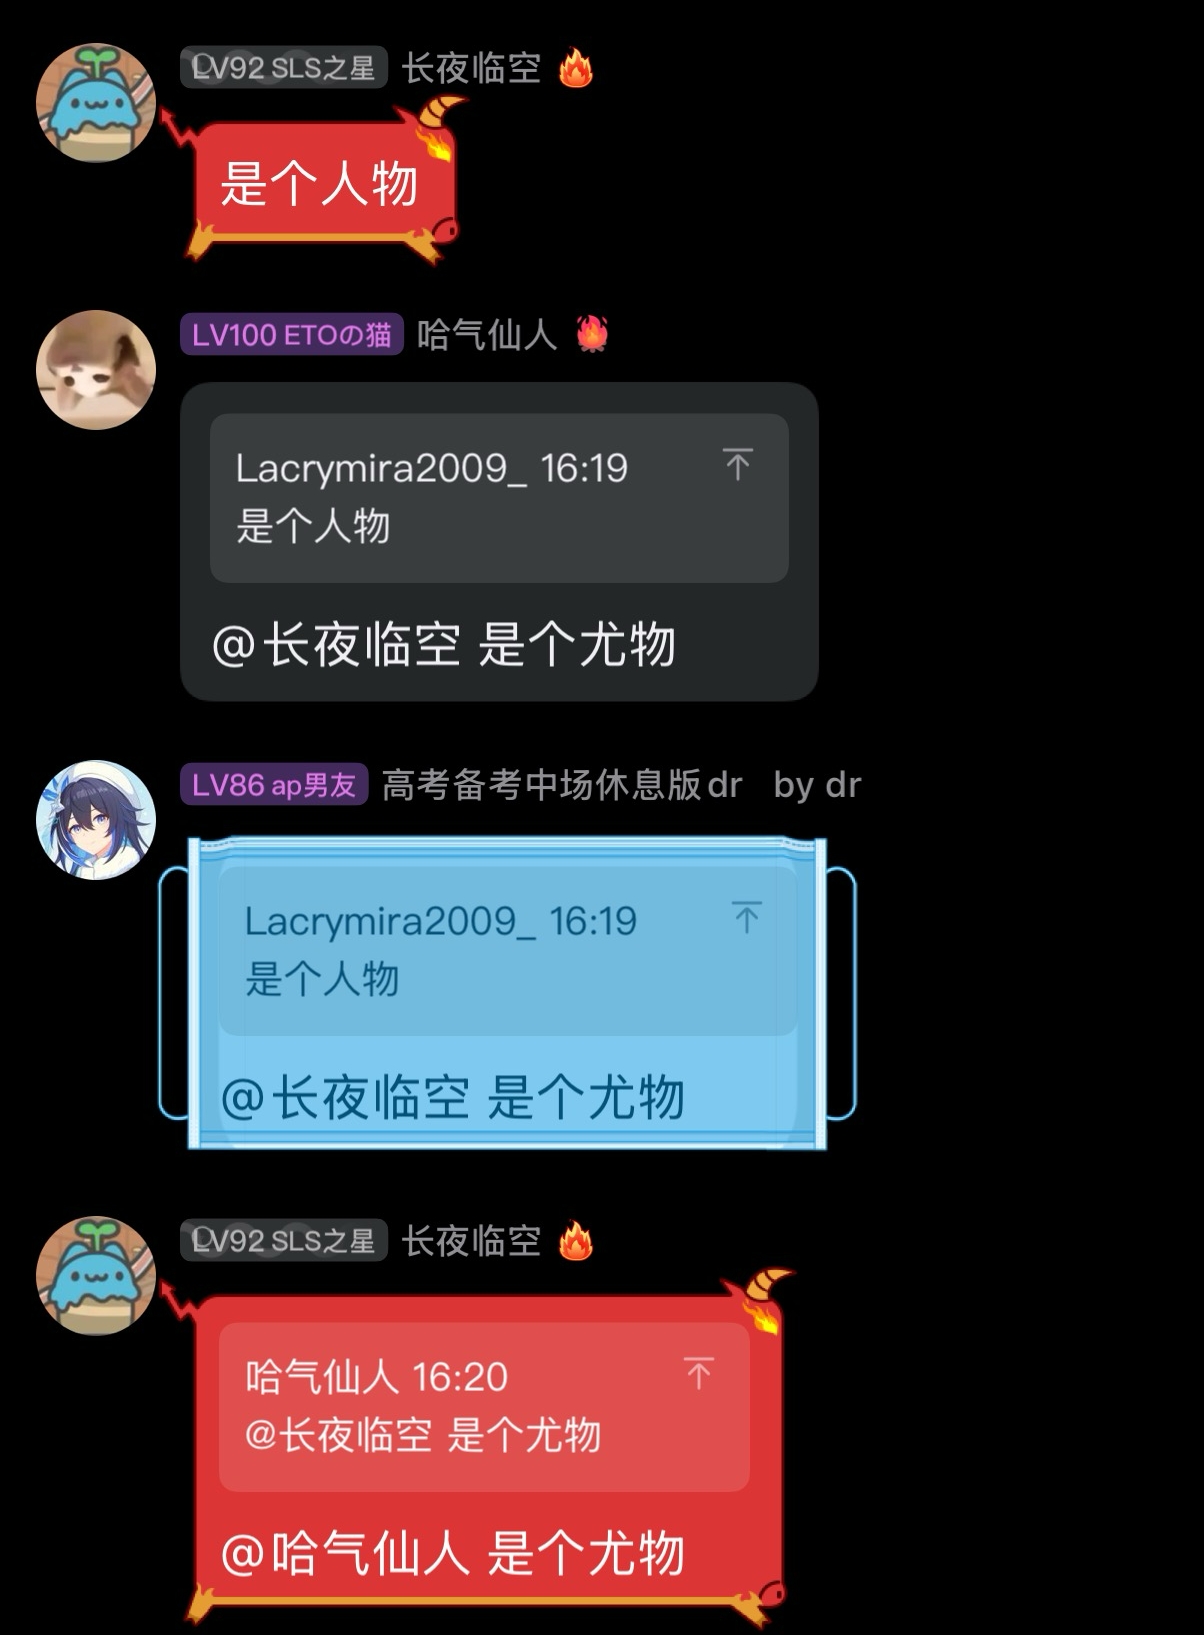 LV92 SLS之星 长夜临空 🔥
是个人物
LV100 ETOの猫 哈气仙人
Lacrymira2009_ 16:19
是个人物
@长夜临空 是个尤物
LV86 ap男友 高考备考中场休息版dr by dr
Lacrymira2009_ 16:19
是个人物
@长夜临空 是个尤物
LV92 SLS之星 长夜临空 🔥
哈气仙人 16:20
@长夜临空 是个尤物
@哈气仙人 是个尤物